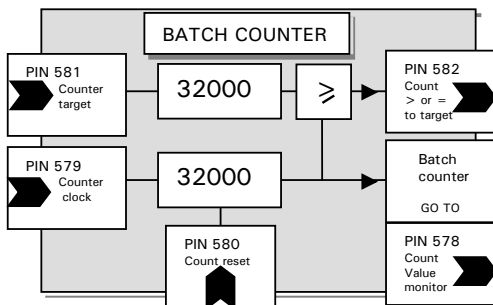 BATCH COUNTER
PIN 581
Counter
target
32000
≥
PIN 582
Count
> or =
to target
PIN 579
Counter
clock
32000
Batch
counter
GO TO
PIN 580
Count reset
PIN 578
Count
Value
monitor